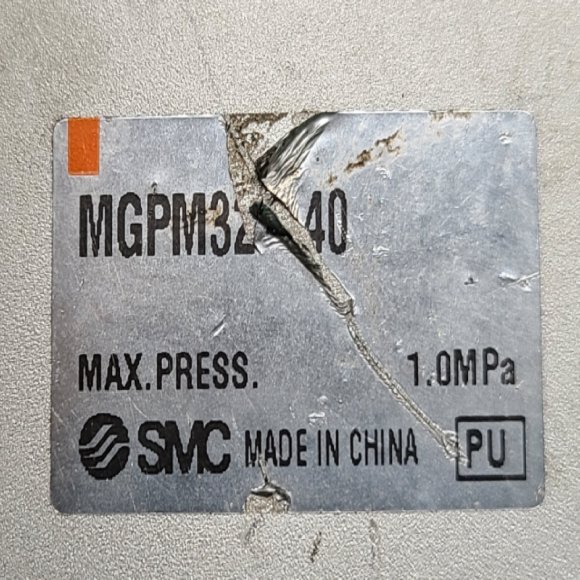 MGPM32 40
MAX.PRESS. 1.0MPa
SMC MADE IN CHINA PU